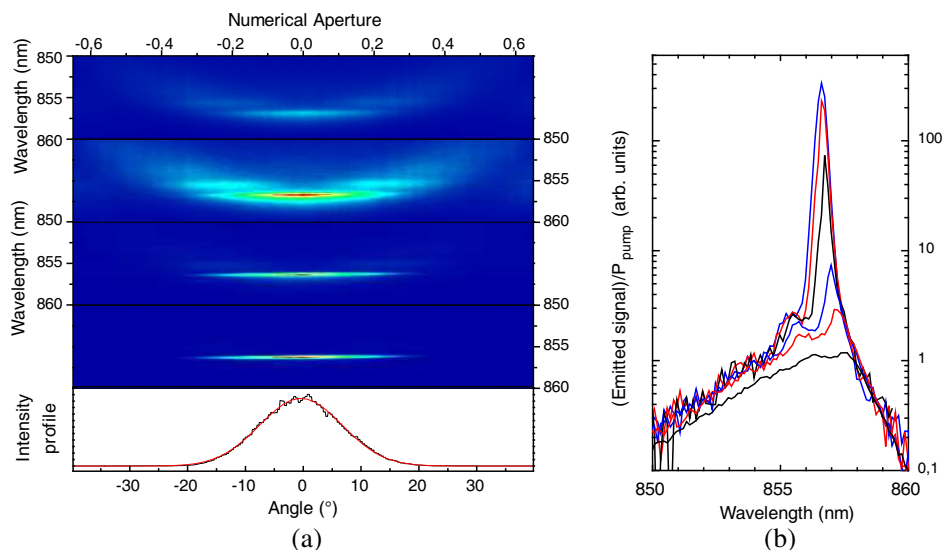 Numerical Aperture
-0,6 -0,4 -0,2 0,0 0,2 0,4 0,6
Wavelength (nm)
850
855
860
850
855
860
Wavelength (nm)
850
855
860
850
855
860
Intensity
profile
-30 -20 -10 0 10 20 30
Angle (°)
(a)
(Emitted signal)/P pump (arb. units)
100
10
1
0,1
850 855 860
Wavelength (nm)
(b)